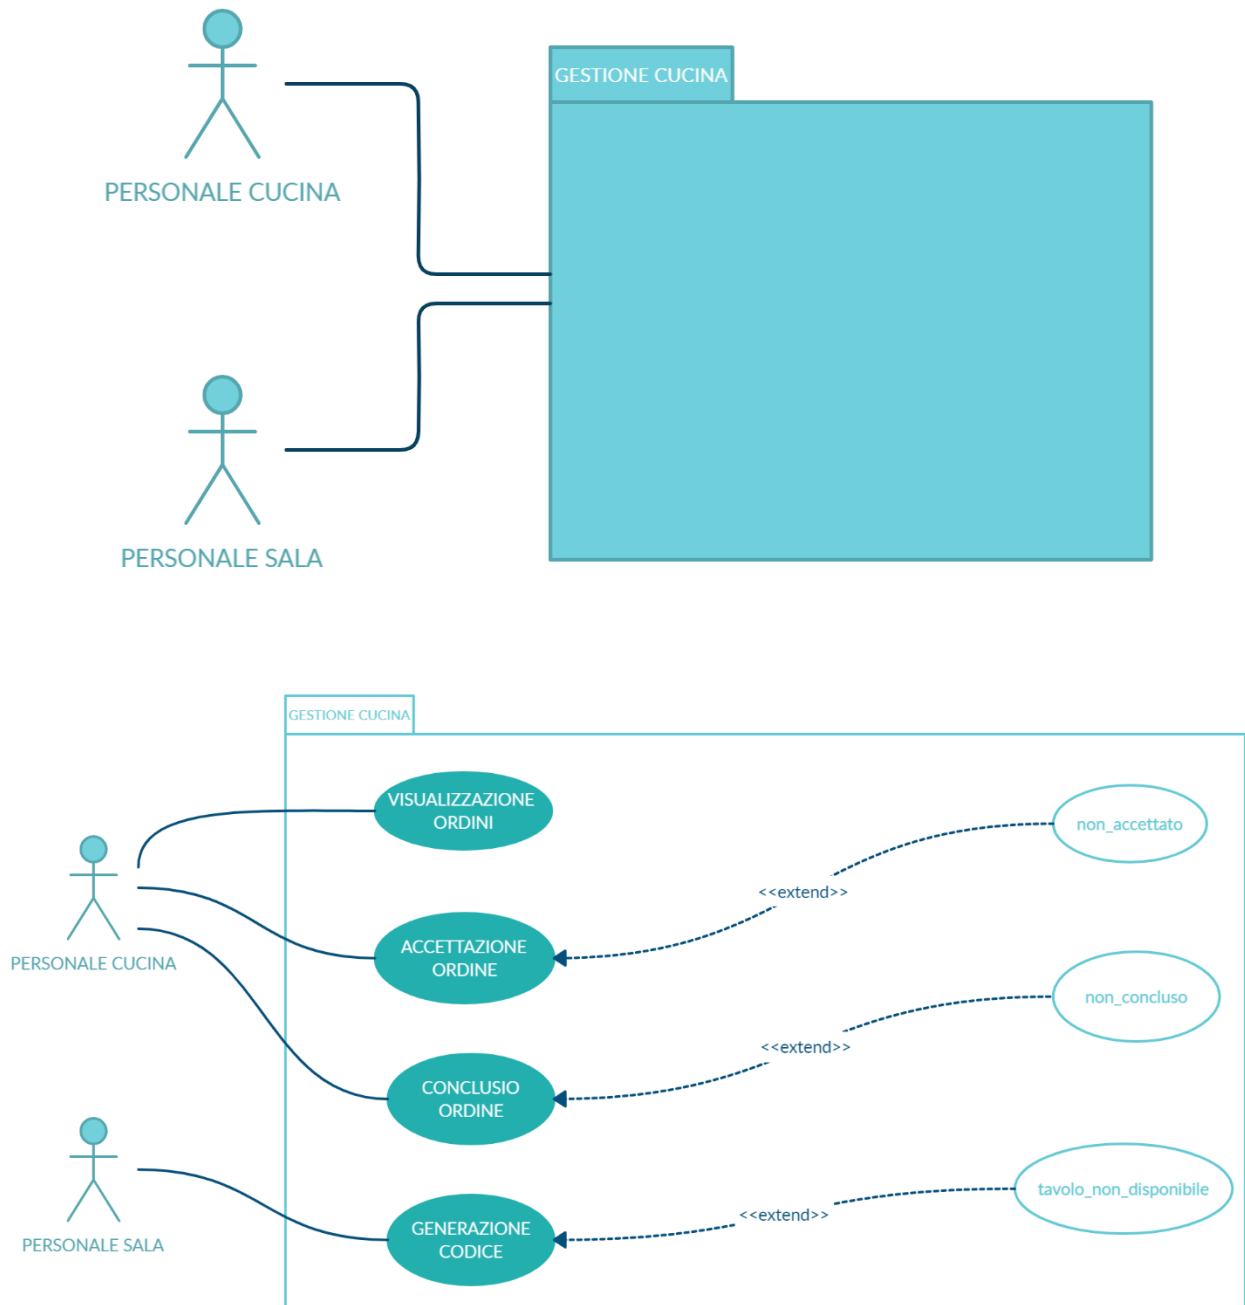 GESTIONE CUCINA
PERSONALE CUCINA
PERSONALE SALA
GESTIONE CUCINA
VISUALIZZAZIONE
ORDINI
non_accettato
<<extend>>
ACCETTAZIONE
ORDINE
PERSONALE CUCINA
non_concluso
<<extend>>
CONCLUSIO
ORDINE
tavolo_non_disponibile
<<extend>>
GENERAZIONE
CODICE
PERSONALE SALA